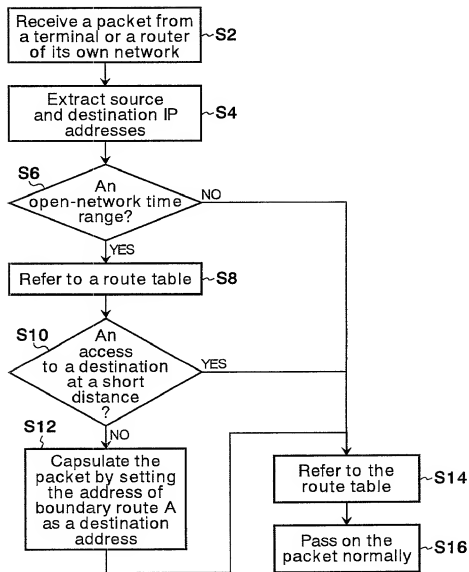 Receive a packet from
a terminal or a router
of its own network
S2
Extract source
and destination IP
addresses
S4
S6
An
open-network time
range?
NO
YES
Refer to a route table
S8
S10
An
access
to a destination
at a short
distance
?
YES
NO
S12
Capsulate the
packet by setting
the address of
boundary route A
as a destination
address
Refer to the
route table
S14
Pass on the
packet normally
S16